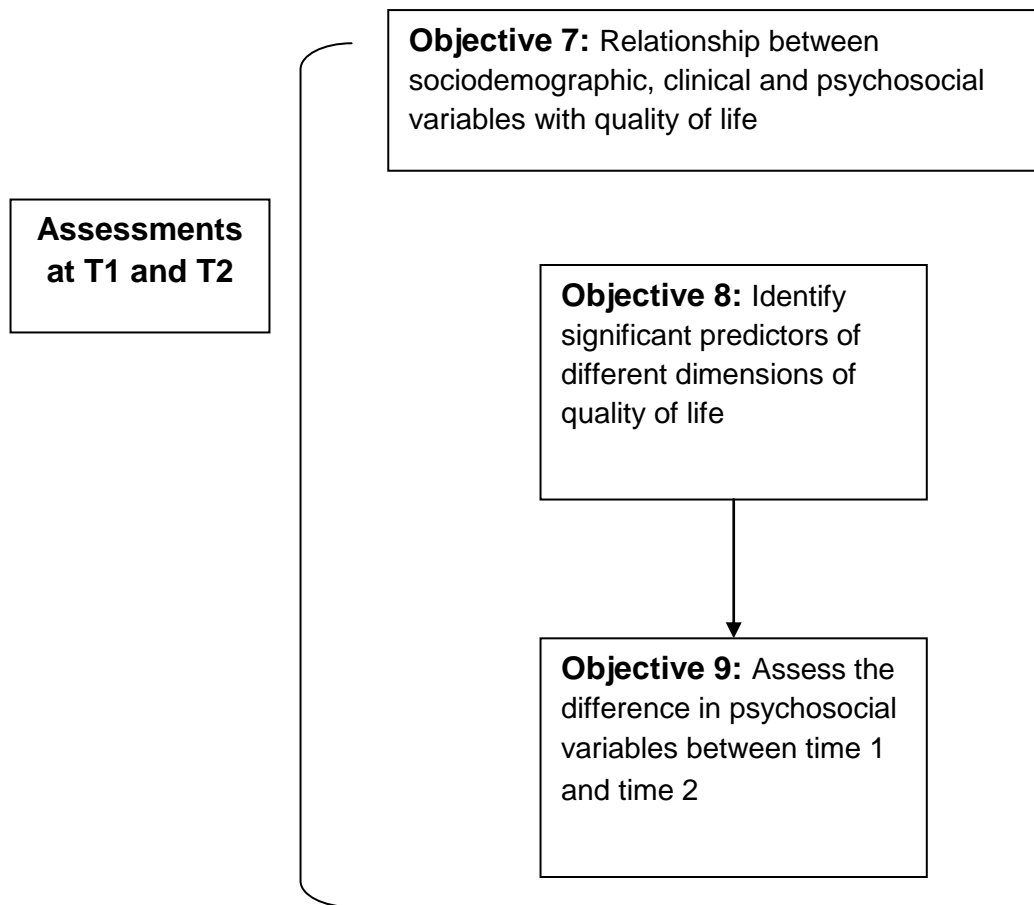 Objective 7: Relationship between
sociodemographic, clinical and psychosocial
variables with quality of life
Assessments
at T1 and T2
Objective 8: Identify
significant predictors of
different dimensions of
quality of life
Objective 9: Assess the
difference in psychosocial
variables between time 1
and time 2